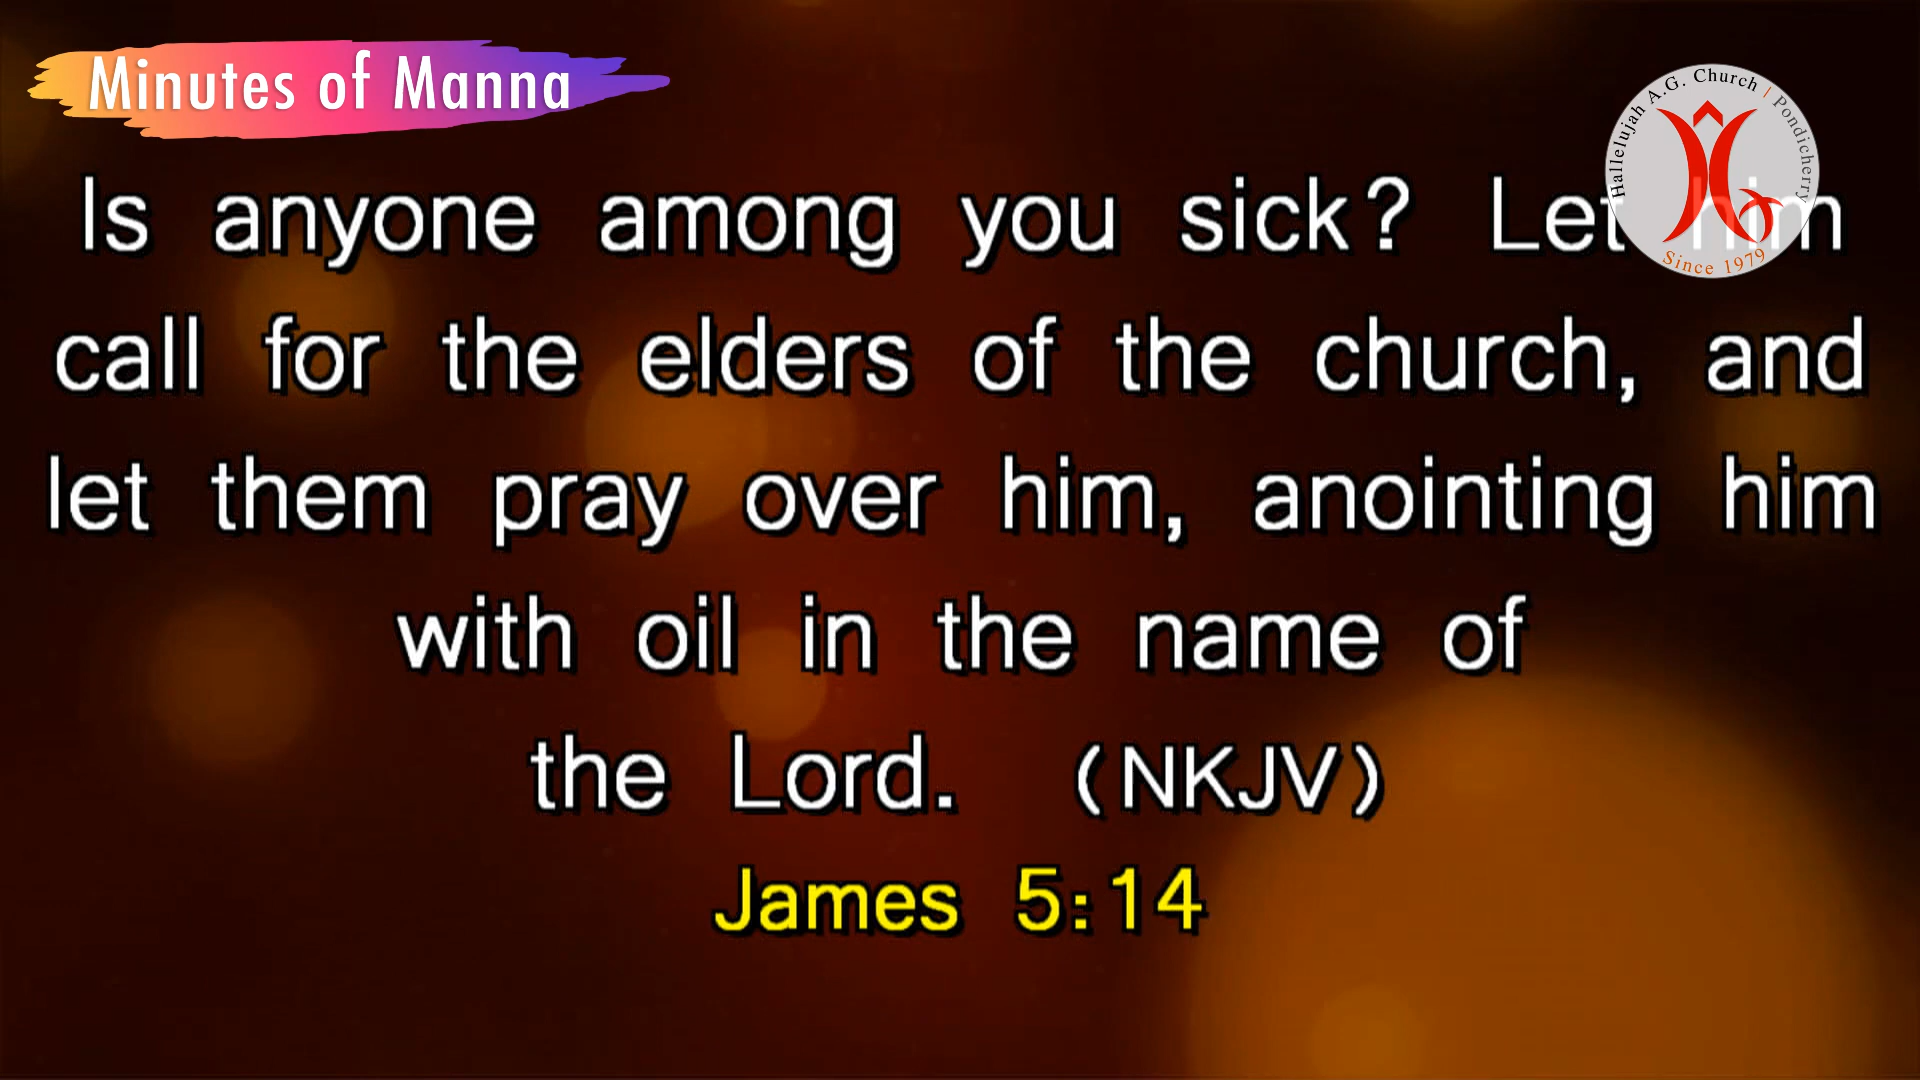 Minutes of Manna
Hallelujah A.G. Church | Pondicherry
Since 1979
Is anyone among you sick? Let him
call for the elders of the church, and
let them pray over him, anointing him
with oil in the name of
the Lord. (NKJV)
James 5:14